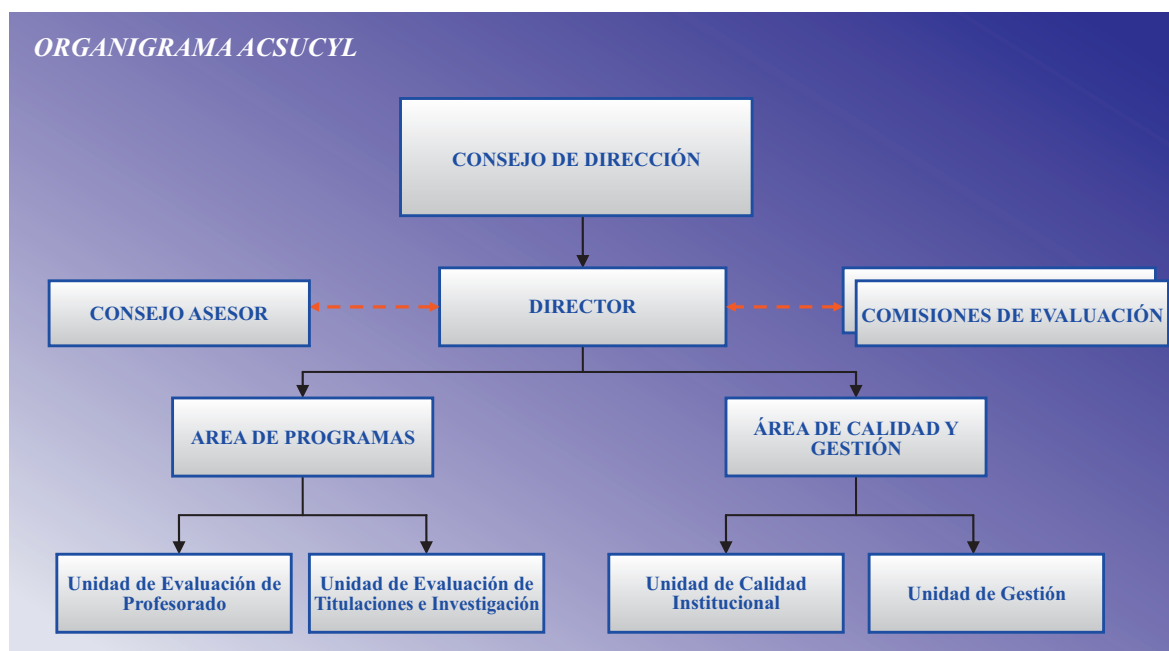 ORGANIGRAMA ACSUCYL
CONSEJO DE DIRECCIÓN
CONSEJO ASESOR
DIRECTOR
COMISIONES DE EVALUACIÓN
AREA DE PROGRAMAS
ÁREA DE CALIDAD Y
GESTIÓN
Unidad de Evaluación de
Profesorado
Unidad de Evaluación de
Titulaciones e Investigación
Unidad de Calidad
Institucional
Unidad de Gestión